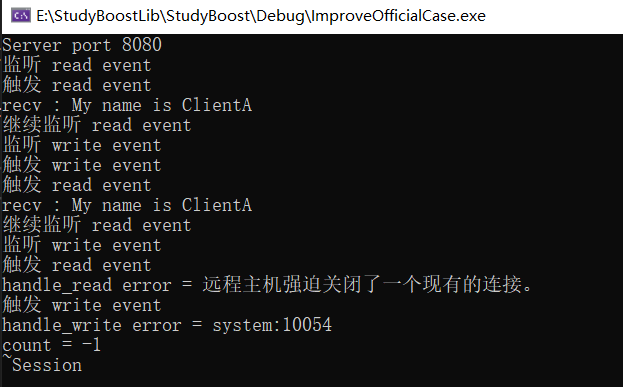 E:\StudyBoostLib\StudyBoost\Debug\ImproveOfficialCase.exe
Server port 8080
监听 read event
触发 read event
recv : My name is ClientA
继续监听 read event
监听 write event
触发 write event
触发 read event
recv : My name is ClientA
继续监听 read event
监听 write event
触发 read event
handle_read error = 远程主机强迫关闭了一个现有的连接。
触发 write event
handle_write error = system:10054
count = -1
~Session